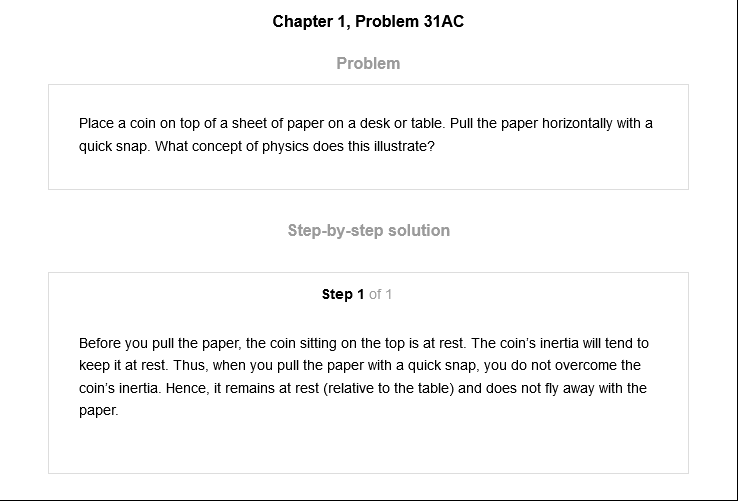 Chapter 1, Problem 31AC
Problem
Place a coin on top of a sheet of paper on a desk or table. Pull the paper horizontally with a
quick snap. What concept of physics does this illustrate?
Step-by-step solution
Step 1 of 1
Before you pull the paper, the coin sitting on the top is at rest. The coin’s inertia will tend to
keep it at rest. Thus, when you pull the paper with a quick snap, you do not overcome the
coin’s inertia. Hence, it remains at rest (relative to the table) and does not fly away with the
paper.